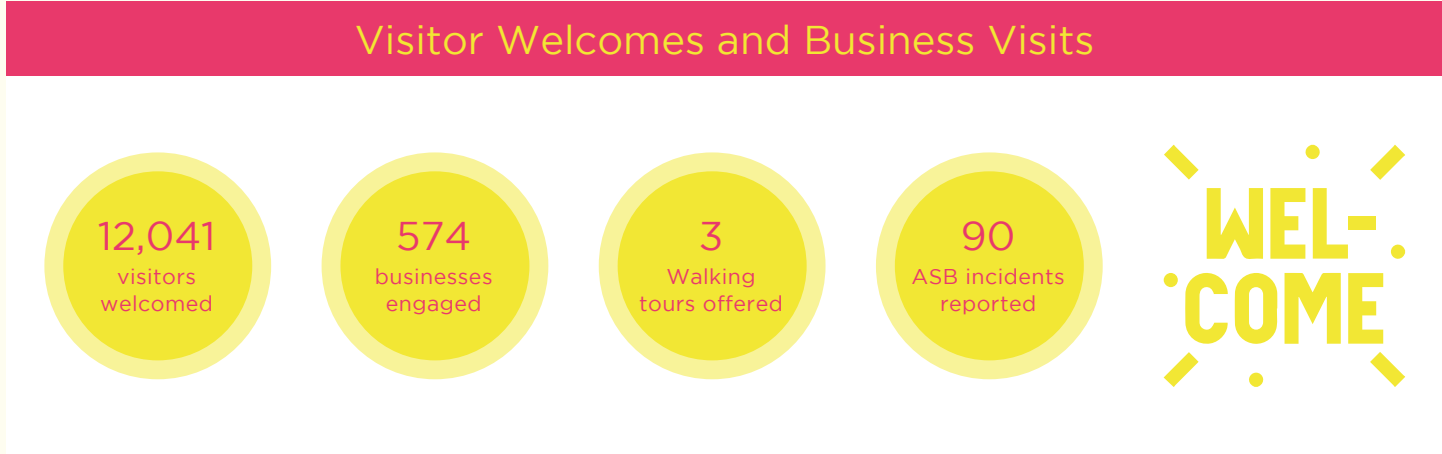 Visitor Welcomes and Business Visits
12,041
visitors
welcomed
574
businesses
engaged
3
Walking
tours offered
90
ASB incidents
reported
WEL-
COME